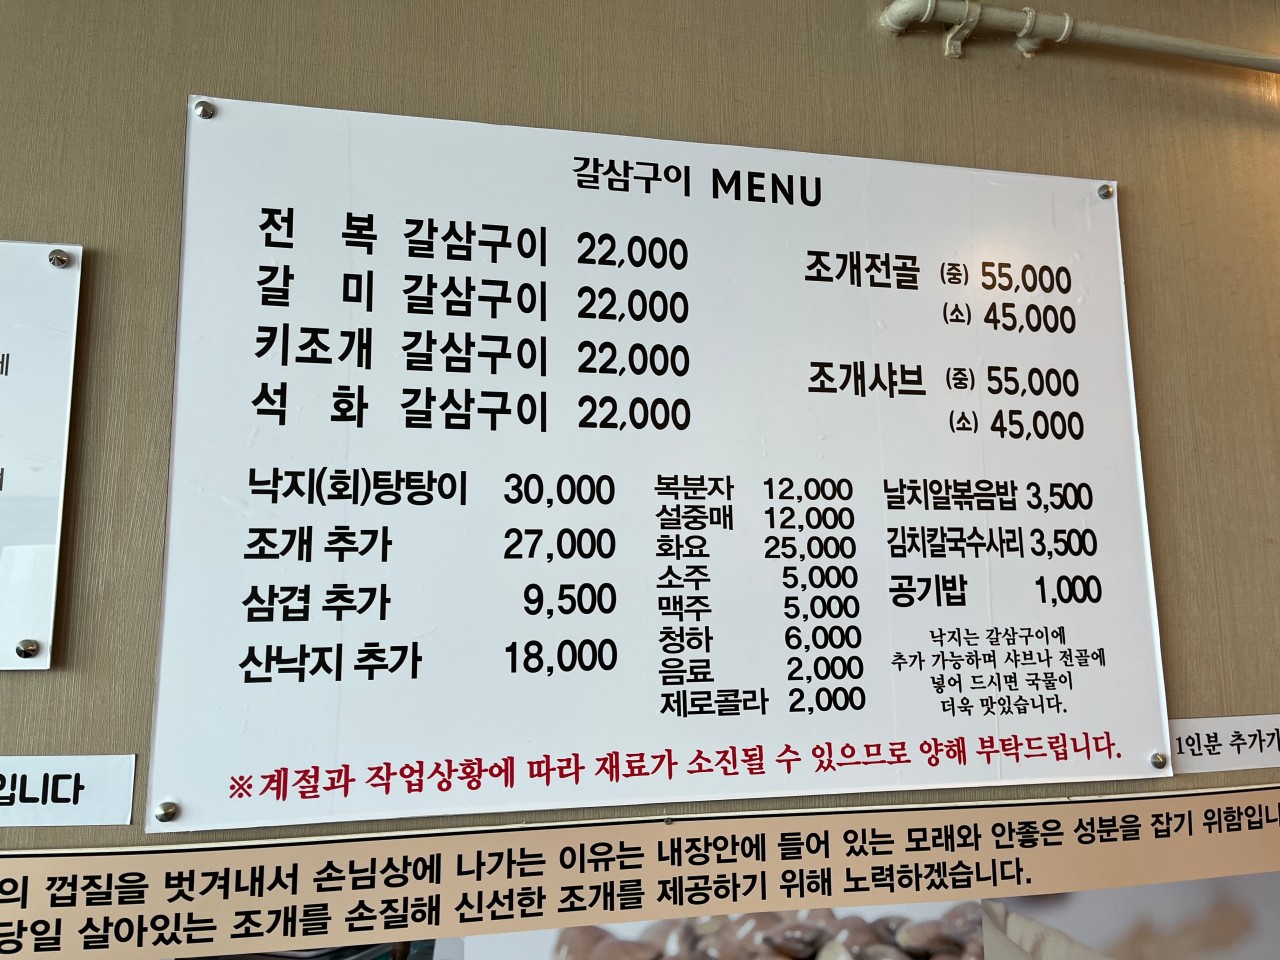 갈삼구이 MENU
전 복 갈삼구이 22,000
갈 미 갈삼구이 22,000
키조개 갈삼구이 22,000
석 화 갈삼구이 22,000
조개전골 (중) 55,000
(소) 45,000
조개샤브 (중) 55,000
(소) 45,000
낙지(회)탕탕이 30,000
조개 추가 27,000
삼겹 추가 9,500
산낙지 추가 18,000
복분자 12,000
설중매 12,000
화요 25,000
소주 5,000
맥주 5,000
청하 6,000
음료 2,000
제로콜라 2,000
날치알볶음밥 3,500
김치칼국수사리 3,500
공기밥 1,000
낙지는 갈삼구이에
추가 가능하며 샤브나 전골에
넣어 드시면 국물이
더욱 맛있습니다.
※계절과 작업상황에 따라 재료가 소진될 수 있으므로 양해 부탁드립니다.
입니다
1인분 추가
의 껍질을 벗겨내서 손님상에 나가는 이유는 내장안에 들어 있는 모래와 안좋은 성분을 잡기 위함입니
당일 살아있는 조개를 손질해 신선한 조개를 제공하기 위해 노력하겠습니다.